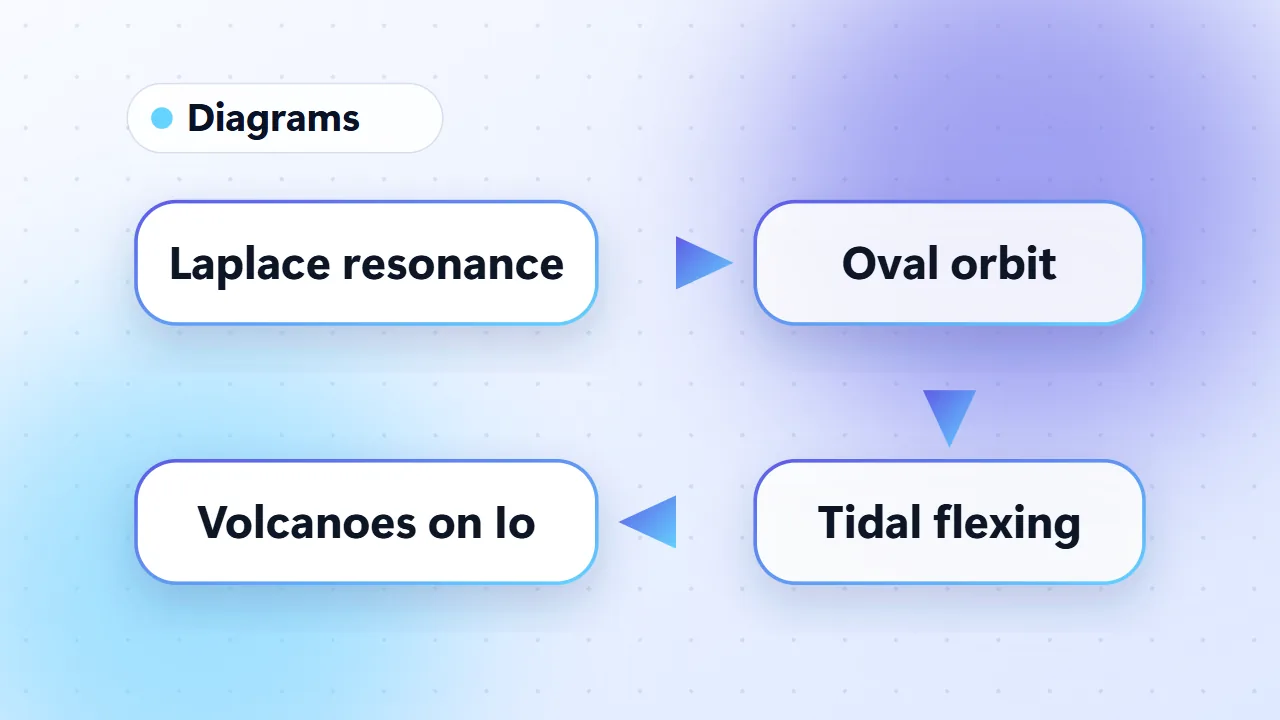 Diagrams
Laplace resonance
Oval orbit
Tidal flexing
Volcanoes on Io